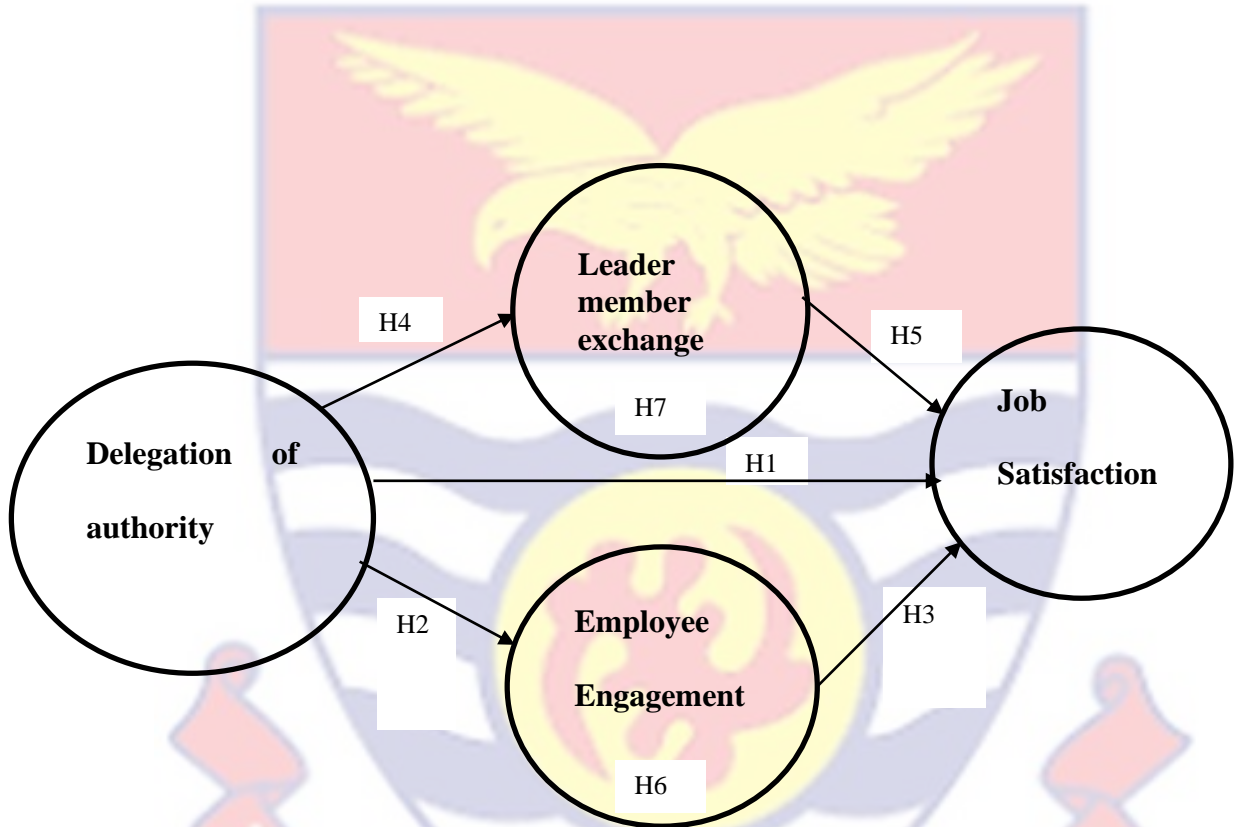 Leader
member
exchange
H7
H4
H5
Job
Satisfaction
Delegation of
authority
H1
H2
Employee
Engagement
H6
H3